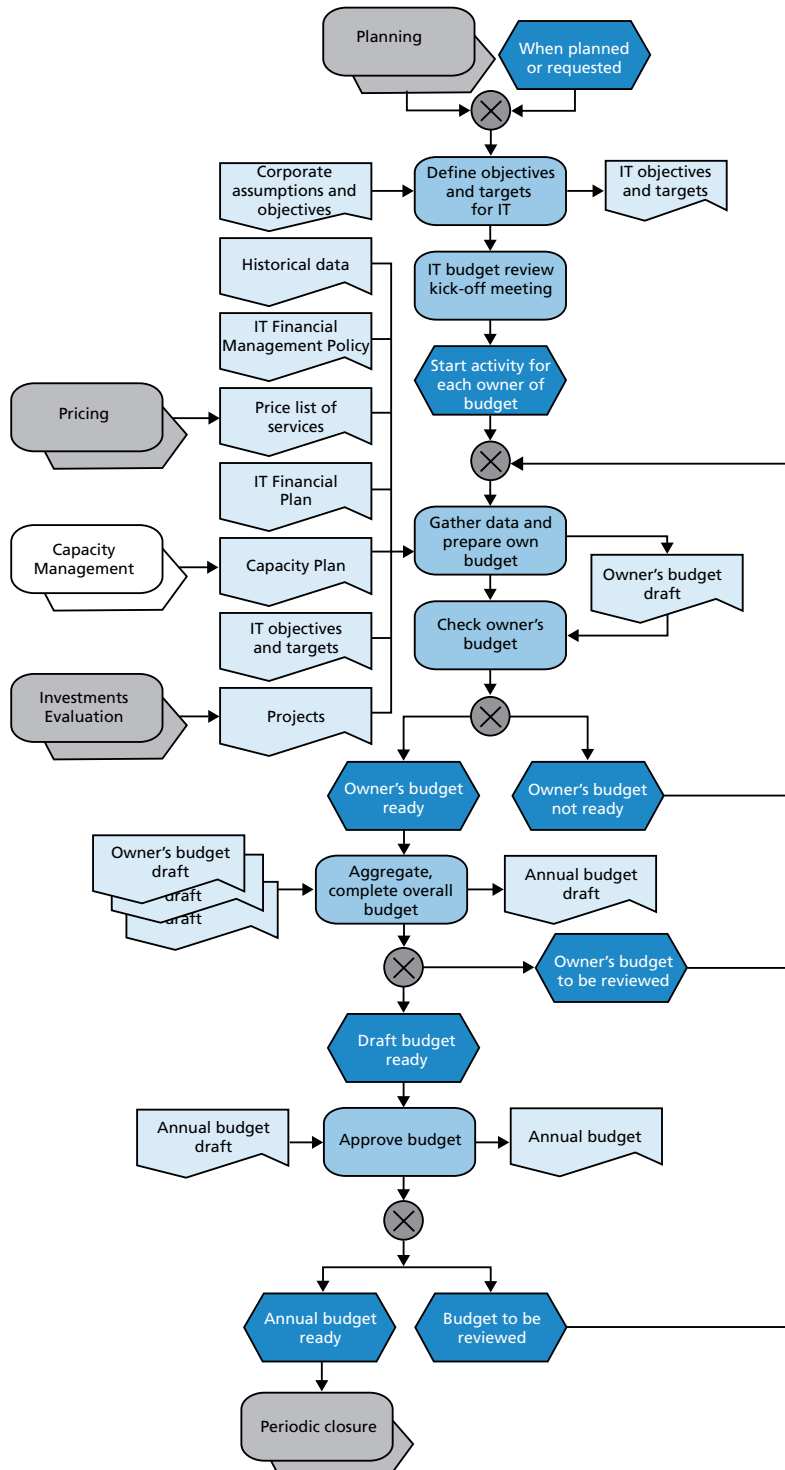 Planning
When planned
or requested
Corporate
assumptions and
objectives
Define objectives
and targets
for IT
IT objectives
and targets
Historical data
IT budget review
kick-off meeting
IT Financial
Management Policy
Start activity for
each owner of
budget
Pricing
Price list of
services
IT Financial
Plan
Gather data and
prepare own
budget
Capacity
Management
Capacity Plan
Owner's budget
draft
IT objectives
and targets
Check owner's
budget
Investments
Evaluation
Projects
Owner's budget
ready
Owner's budget
not ready
Owner's budget
draft
draft
draft
Aggregate,
complete overall
budget
Annual budget
draft
Owner's budget
to be reviewed
Draft budget
ready
Annual budget
draft
Approve budget
Annual budget
Annual budget
ready
Budget to be
reviewed
Periodic closure